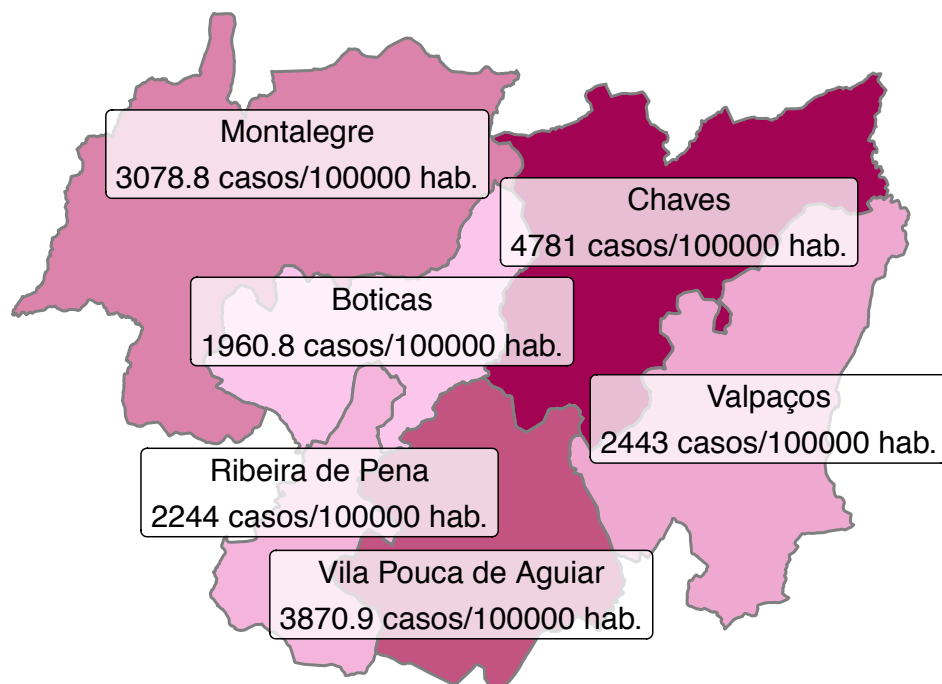 Montalegre
3078.8 casos/100000 hab.
Chaves
4781 casos/100000 hab.
Boticas
1960.8 casos/100000 hab.
Valpaços
2443 casos/100000 hab.
Ribeira de Pena
2244 casos/100000 hab.
Vila Pouca de Aguiar
3870.9 casos/100000 hab.